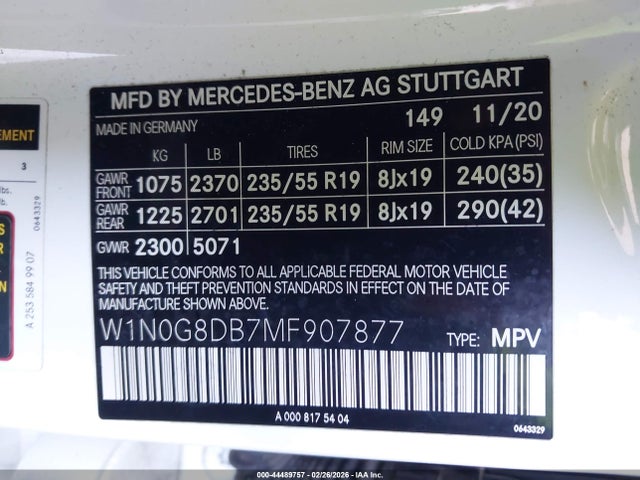 MFD BY MERCEDES-BENZ AG STUTTGART
MADE IN GERMANY 149 11/20
KG LB TIRES RIM SIZE COLD KPA(PSI)
GAWR FRONT 1075 2370 235/55 R19 8Jx19 240(35)
GAWR REAR 1225 2701 235/55 R19 8Jx19 290(42)
GVWR 2300 5071
THIS VEHICLE CONFORMS TO ALL APPLICABLE FEDERAL MOTOR VEHICLE
SAFETY AND THEFT PREVENTION STANDARDS IN EFFECT ON THE DATE
OF MANUFACTURE SHOWN ABOVE.
W1N0G8DB7MF907877 TYPE: MPV
A 000 817 54 04
0643329
EMENT
3
lbs.
lb.
0643329
S
R
A 253 584 99 07
000-44489757 | 02/26/2026 | IAA Inc.